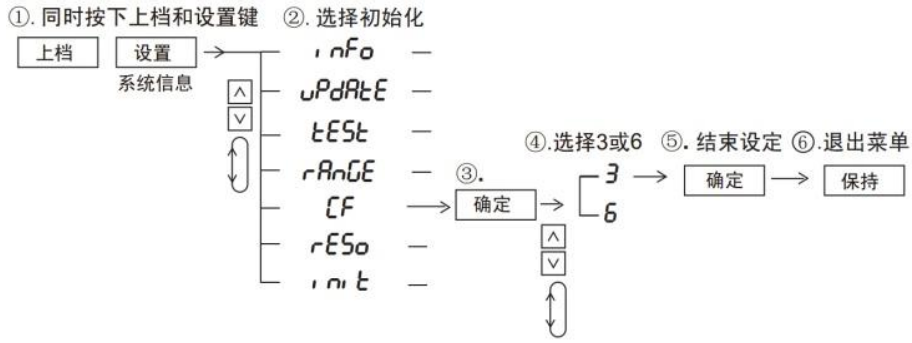 ①. 同时按下上档和设置键 ②. 选择初始化
上档 设置
系统信息
inFo
uPdAtE
tESt
rAnGE
CF
rESo
init
③.
确定
④.选择3或6
3
6
⑤. 结束设定
确定
⑥.退出菜单
保持